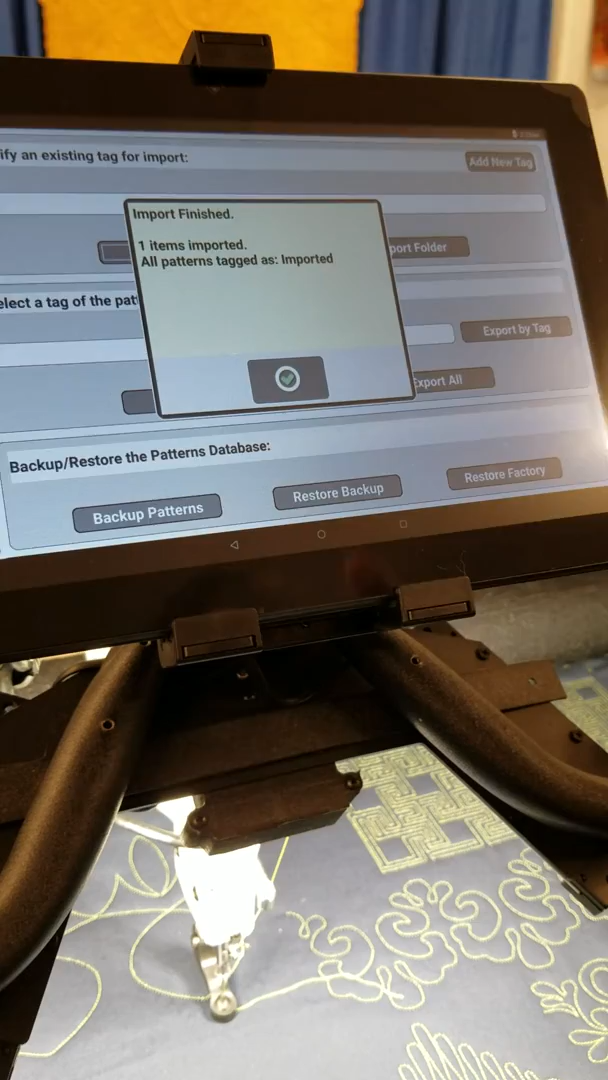 ify an existing tag for import:
Add New Tag
Import Finished.
port Folder
1 items imported.
All patterns tagged as: Imported
elect a tag of the pat
Export by Tag
Export All
Backup/Restore the Patterns Database:
Backup Patterns
Restore Backup
Restore Factory